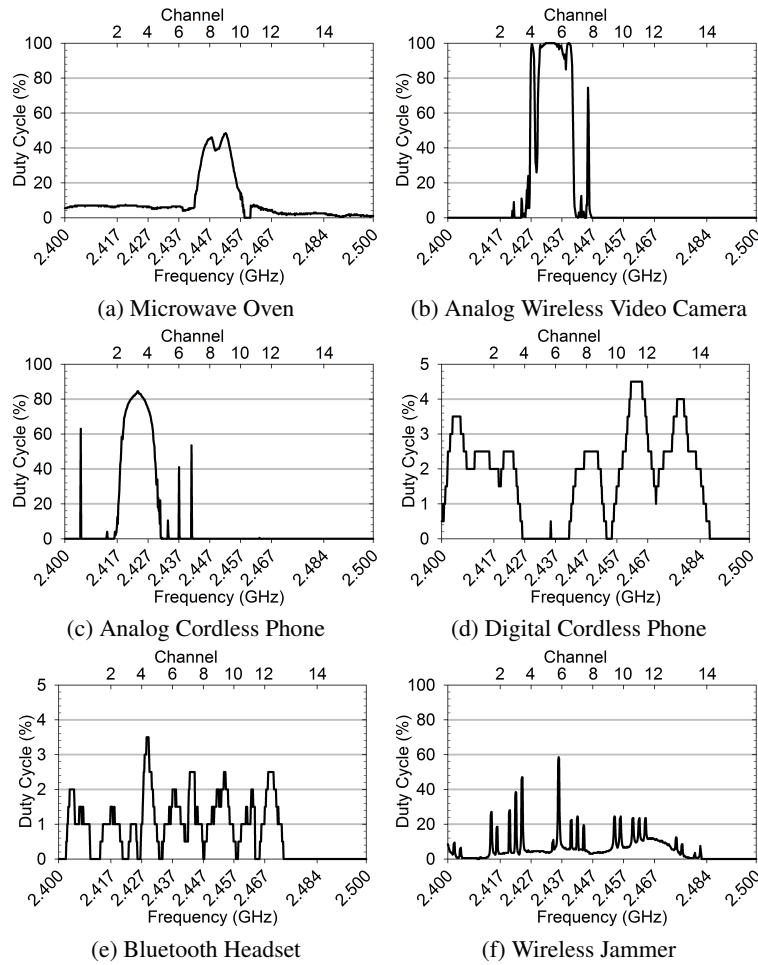 Channel
2 4 6 8 10 12 14
100
80
60
40
20
0
Duty Cycle (%)
2.400 2.417 2.427 2.437 2.447 2.457 2.467 2.484 2.500
Frequency (GHz)
(a) Microwave Oven
Channel
2 4 6 8 10 12 14
100
80
60
40
20
0
Duty Cycle (%)
2.400 2.417 2.427 2.437 2.447 2.467 2.484 2.500
Frequency (GHz)
(b) Analog Wireless Video Camera
Channel
2 4 6 8 10 12 14
100
80
60
40
20
0
Duty Cycle (%)
2.400 2.417 2.427 2.437 2.447 2.457 2.467 2.484 2.500
Frequency (GHz)
(c) Analog Cordless Phone
Channel
2 4 6 8 10 12 14
5
4
3
2
1
0
Duty Cycle (%)
2.400 2.417 2.427 2.437 2.447 2.457 2.467 2.484 2.500
Frequency (GHz)
(d) Digital Cordless Phone
Channel
2 4 6 8 10 12 14
5
4
3
2
1
0
Duty Cycle (%)
2.400 2.417 2.427 2.437 2.447 2.457 2.467 2.484 2.500
Frequency (GHz)
(e) Bluetooth Headset
Channel
2 4 6 8 10 12 14
100
80
60
40
20
0
Duty Cycle (%)
2.400 2.417 2.427 2.437 2.447 2.457 2.467 2.484 2.500
Frequency (GHz)
(f) Wireless Jammer